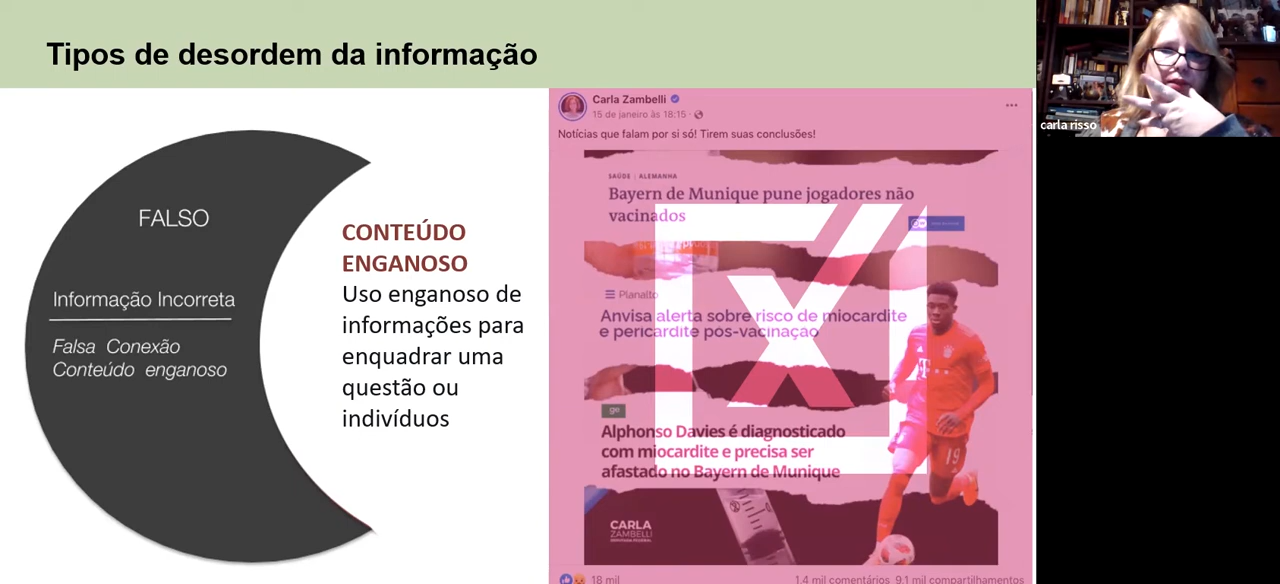 Tipos de desordem da informação
FALSO
Informação Incorreta
Falsa Conexão
Conteúdo enganoso
CONTEÚDO
ENGANOSO
Uso enganoso de
informações para
enquadrar uma
questão ou
indivíduos
Carla Zambelli
15 de janeiro às 18:15 ·
Notícias que falam por si só! Tirem suas conclusões!
SAÚDE | ALEMANHA
Bayern de Munique pune jogadores não
vacinados
Planalto
Anvisa alerta sobre risco de miocardite
e pericardite pós-vacinação
ge
Alphonso Davies é diagnosticado
com miocardite e precisa ser
afastado no Bayern de Munique
19
CARLA
ZAMBELLI
DEPUTADA FEDERAL
18 mil
1,4 mil comentários 9,1 mil compartilhamentos
carla risso